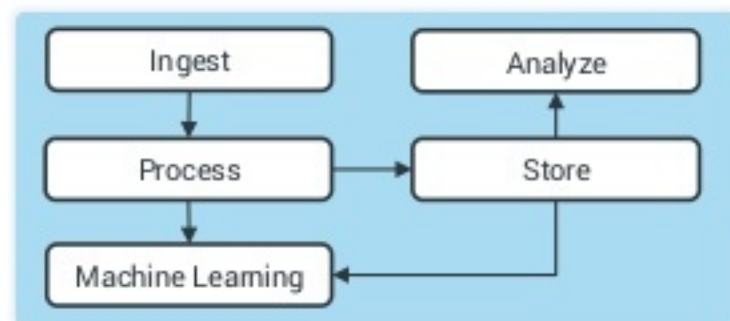 Ingest
Analyze
Process
Store
Machine Learning